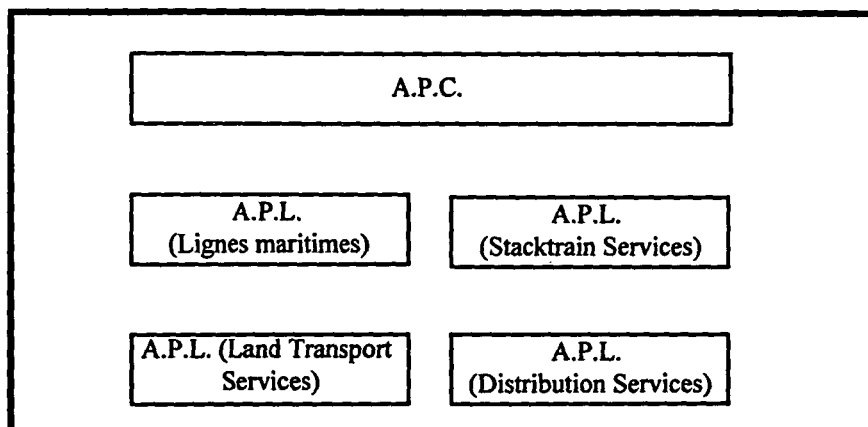 A.P.C.
A.P.L.
(Lignes maritimes)
A.P.L.
(Stacktrain Services)
A.P.L. (Land Transport
Services)
A.P.L.
(Distribution Services)